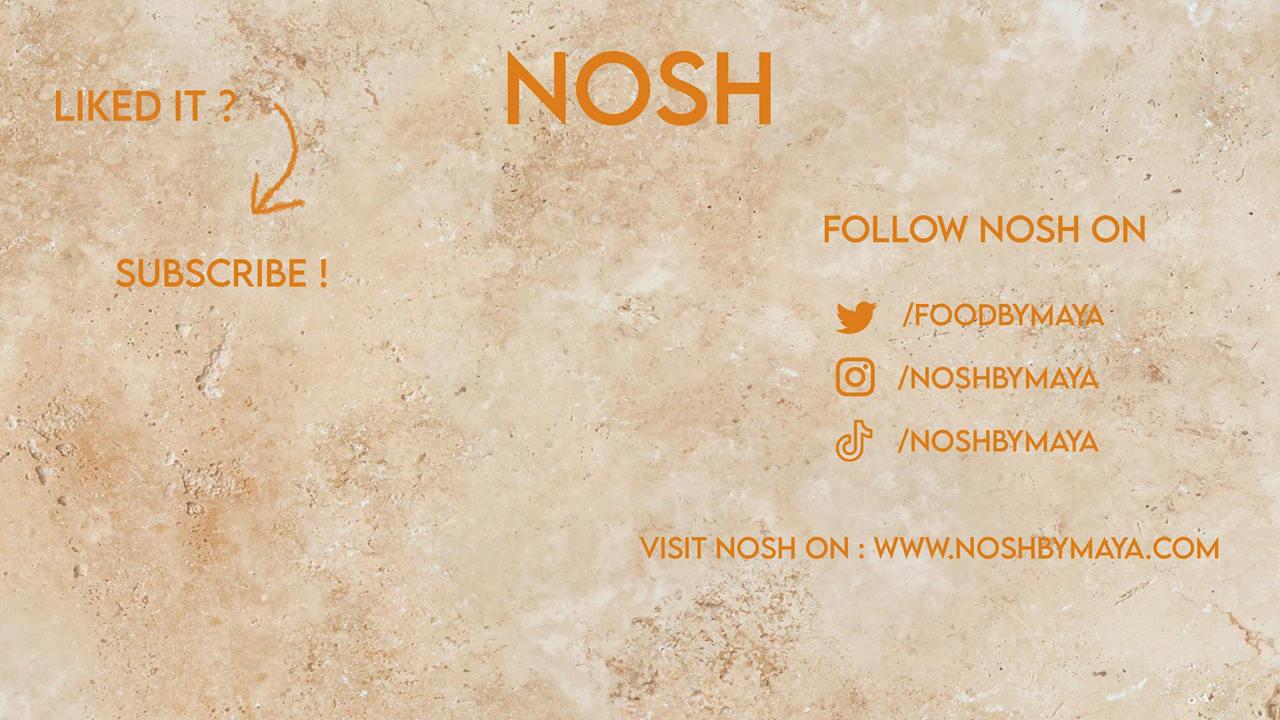 NOSH
LIKED IT ?
SUBSCRIBE !
FOLLOW NOSH ON
/FOODBYMAYA
/NOSHBYMAYA
/NOSHBYMAYA
VISIT NOSH ON : WWW.NOSHBYMAYA.COM